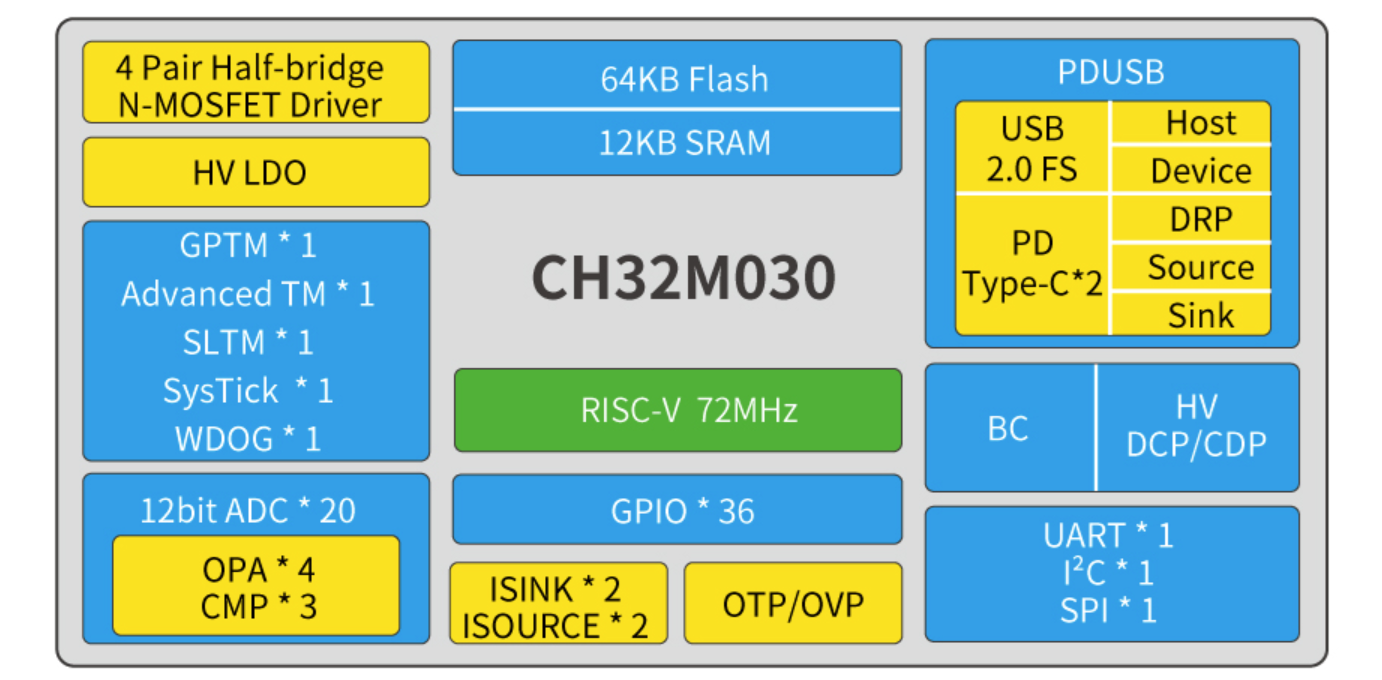 4 Pair Half-bridge
N-MOSFET Driver
HV LDO
GPTM * 1
Advanced TM * 1
SLTM * 1
SysTick * 1
WDOG * 1
12bit ADC * 20
OPA * 4
CMP * 3
64KB Flash
12KB SRAM
CH32M030
RISC-V 72MHz
GPIO * 36
ISINK * 2
ISOURCE * 2
OTP/OVP
PDUSB
USB
2.0 FS
Host
Device
PD
Type-C*2
DRP
Source
Sink
BC
HV
DCP/CDP
UART * 1
I²C * 1
SPI * 1